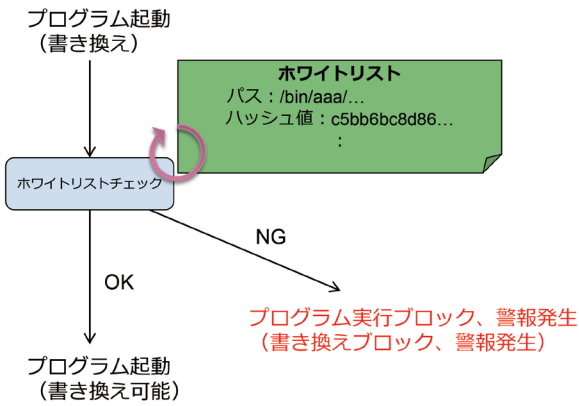 プログラム起動
（書き換え）
ホワイトリスト
パス：/bin/aaa/…
ハッシュ値：c5bb6bc8d86…
：
ホワイトリストチェック
NG
OK
プログラム実行ブロック、警報発生
（書き換えブロック、警報発生）
プログラム起動
（書き換え可能）